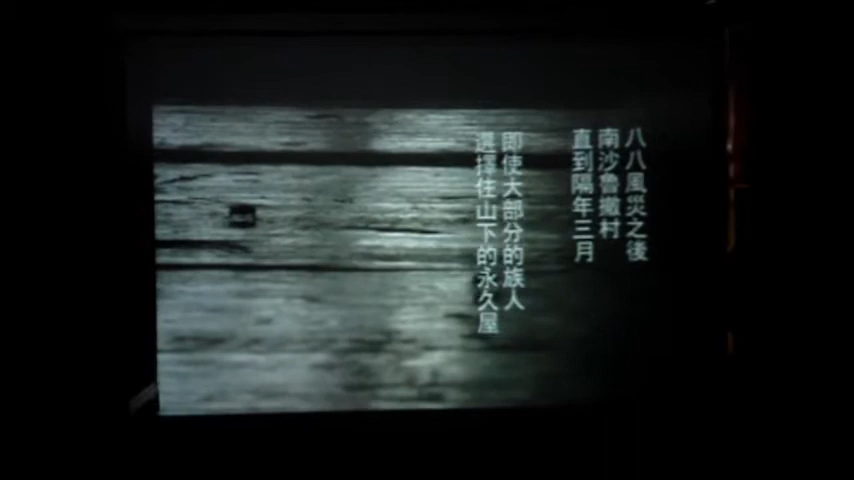 八八風災之後
南沙魯撤村
直到隔年三月
即使大部分的族人
選擇住山下的永久屋